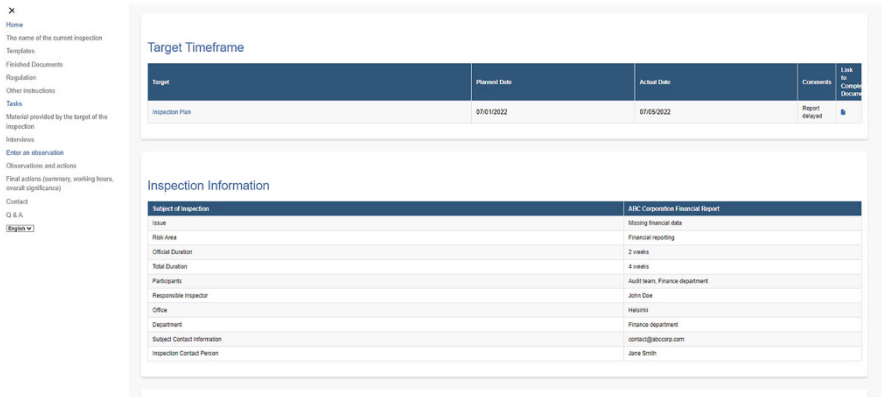 ×
Home
The name of the current inspection
Templates
Finished Documents
Regulation
Other instructions
Tasks
Material provided by the target of the
inspection
Interviews
Enter an observation
Observations and actions
Final actions (summary, working hours,
overall significance)
Contact
Q & A
English
Target Timeframe
Target Planned Date Actual Date Comments Link
to
Comple
Docume
Inspection Plan 07/01/2022 07/05/2022 Report
delayed
Inspection Information
Subject of Inspection ABC Corporation Financial Report
Issue Missing financial data
Risk Area Financial reporting
Official Duration 2 weeks
Total Duration 4 weeks
Participants Audit team, Finance department
Responsible Inspector John Doe
Office Helsinki
Department Finance department
Subject Contact Information contact@abccorp.com
Inspection Contact Person Jane Smith